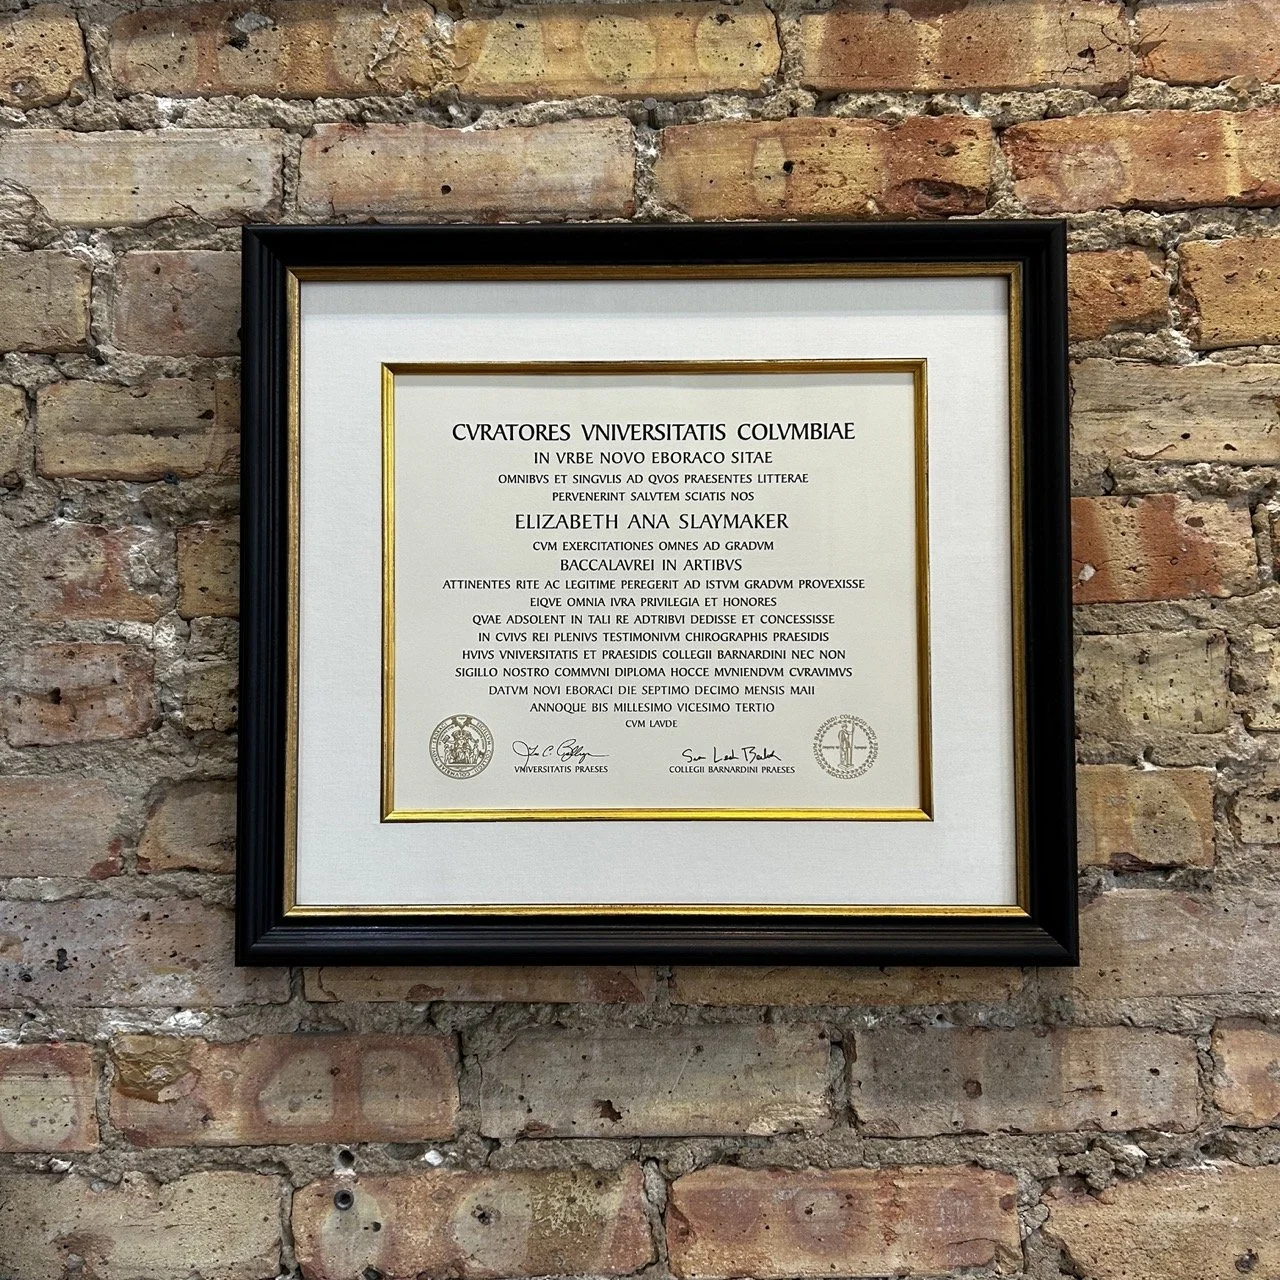 CVRATORES VNIVERSITATIS COLVMBIAE
IN VRBE NOVO EBORACO SITAE
OMNIBVS ET SINGVLIS AD QVOS PRAESENTES LITTERAE
PERVENERINT SALVTEM SCIATIS NOS
ELIZABETH ANA SLAYMAKER
CVM EXERCITATIONES OMNES AD GRADVM
BACCALAVREI IN ARTIBVS
ATTINENTES RITE AC LEGITIME PEREGERIT AD ISTVM GRADVM PROVEXISSE
EIQVE OMNIA IVRA PRIVILEGIA ET HONORES
QVAE ADSOLENT IN TALI RE ADTRIBVI DEDISSE ET CONCESSISSE
IN CVIVS REI PLENIVS TESTIMONIVM CHIROGRAPHIS PRAESIDIS
HVIVS VNIVERSITATIS ET PRAESIDIS COLLEGII BARNARDINI NEC NON
SIGILLO NOSTRO COMMVNI DIPLOMA HOCCE MVNIENDVM CVRAVIMVS
DATVM NOVI EBORACI DIE SEPTIMO DECIMO MENSIS MAII
ANNOQUE BIS MILLESIMO VICESIMO TERTIO
CVM LAVDE
VNIVERSITATIS PRAESES
COLLEGII BARNARDINI PRAESES